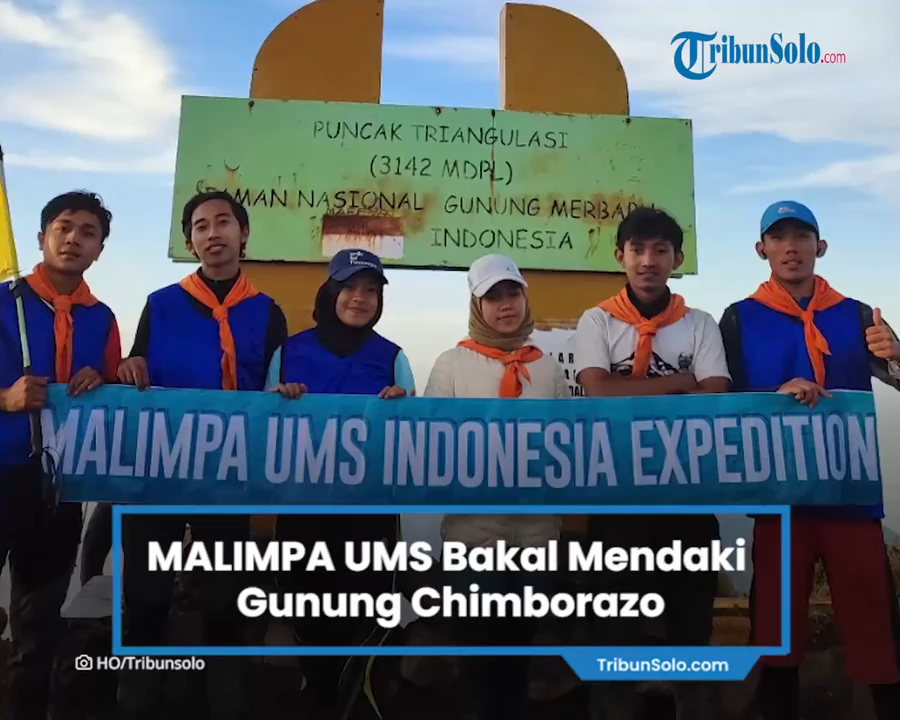 TribunSolo.com
PUNCAK TRIANGULASI
(3142 MDPL)
TAMAN NASIONAL GUNUNG MERBABU
INDONESIA
MALIMPA UMS INDONESIA EXPEDITION
MALIMPA UMS Bakal Mendaki
Gunung Chimborazo
HO/Tribunsolo
TribunSolo.com